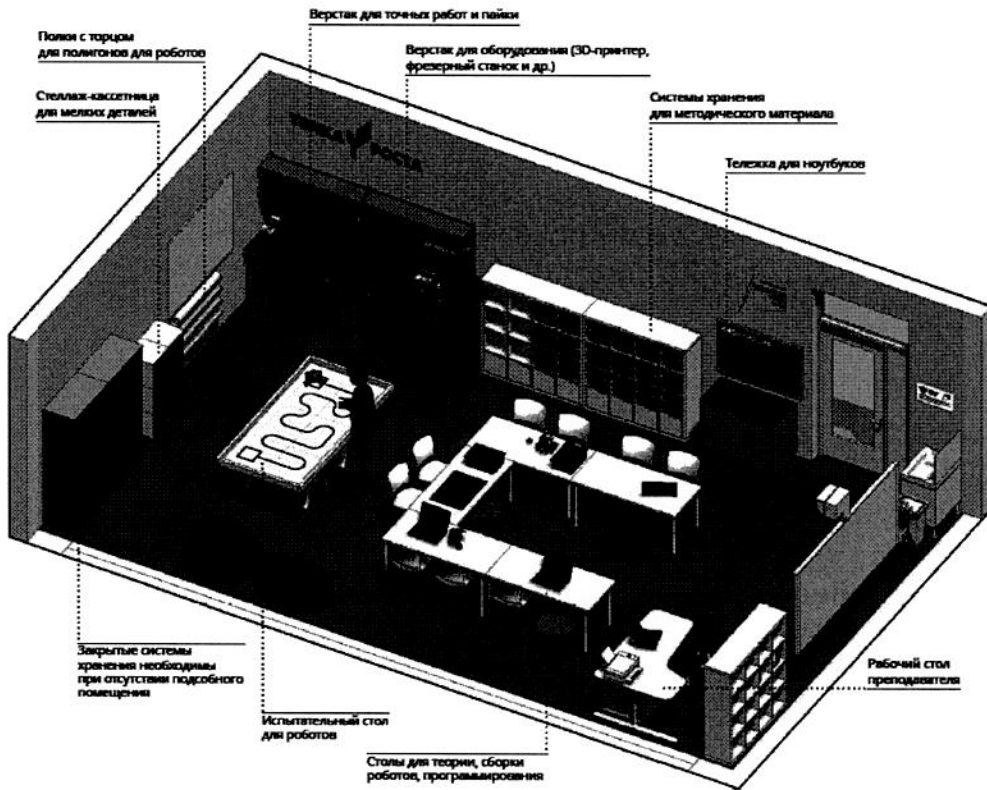 Верстак для точных работ и пайки
Полки с торцом
для полигонов для роботов
Верстак для оборудования (3D-принтер,
фрезерный станок и др.)
Стеллаж-кассетница
для мелких деталей
Системы хранения
для методического материала
Тележка для ноутбуков
ТОЧКА РОСТА
Закрытые системы
хранения необходимы
при отсутствии подсобного
помещения
Рабочий стол
преподавателя
Испытательный стол
для роботов
Столы для теории, сборки
роботов, программирования